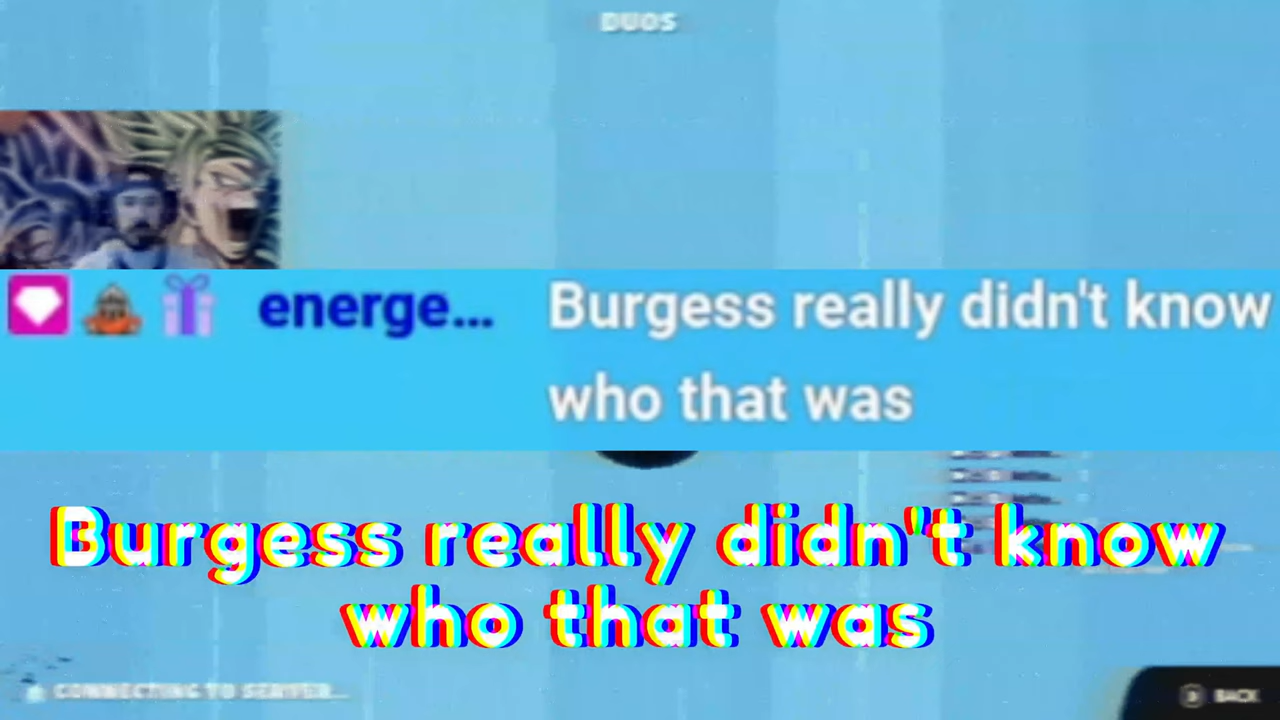 DUOS
energe... Burgess really didn't know
who that was
Burgess really didn't know
who that was
CONNECTING TO SERVER...
BACK